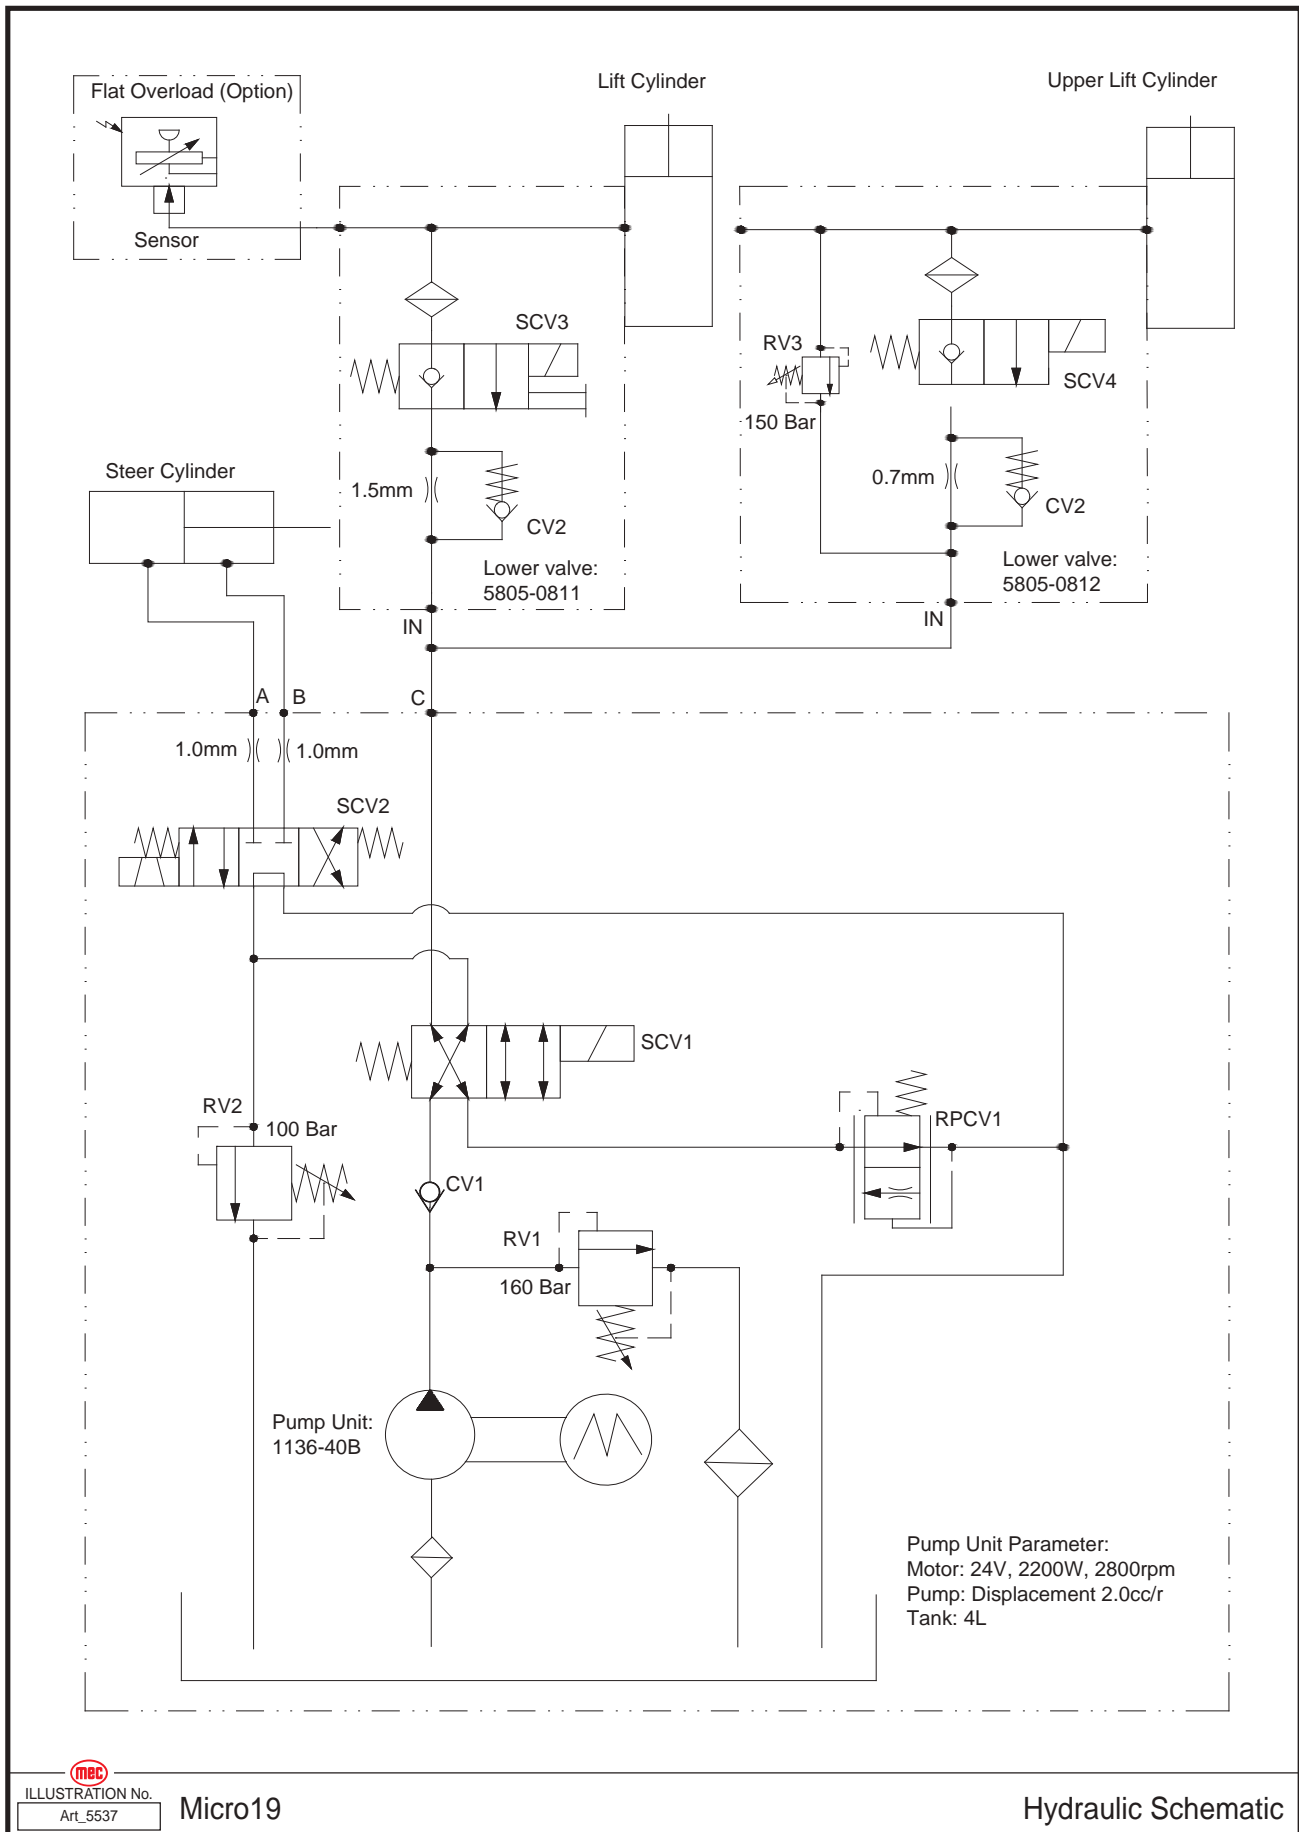 Flat Overload (Option)
Sensor
Lift Cylinder
Upper Lift Cylinder
SCV3
RV3
150 Bar
SCV4
Steer Cylinder
1.5mm
CV2
Lower valve:
5805-0811
0.7mm
CV2
Lower valve:
5805-0812
IN
IN
A
B
C
1.0mm
1.0mm
SCV2
SCV1
RV2
100 Bar
RPCV1
CV1
RV1
160 Bar
Pump Unit:
1136-40B
Pump Unit Parameter:
Motor: 24V, 2200W, 2800rpm
Pump: Displacement 2.0cc/r
Tank: 4L
mec
ILLUSTRATION No.
Art_5537
Micro19
Hydraulic Schematic